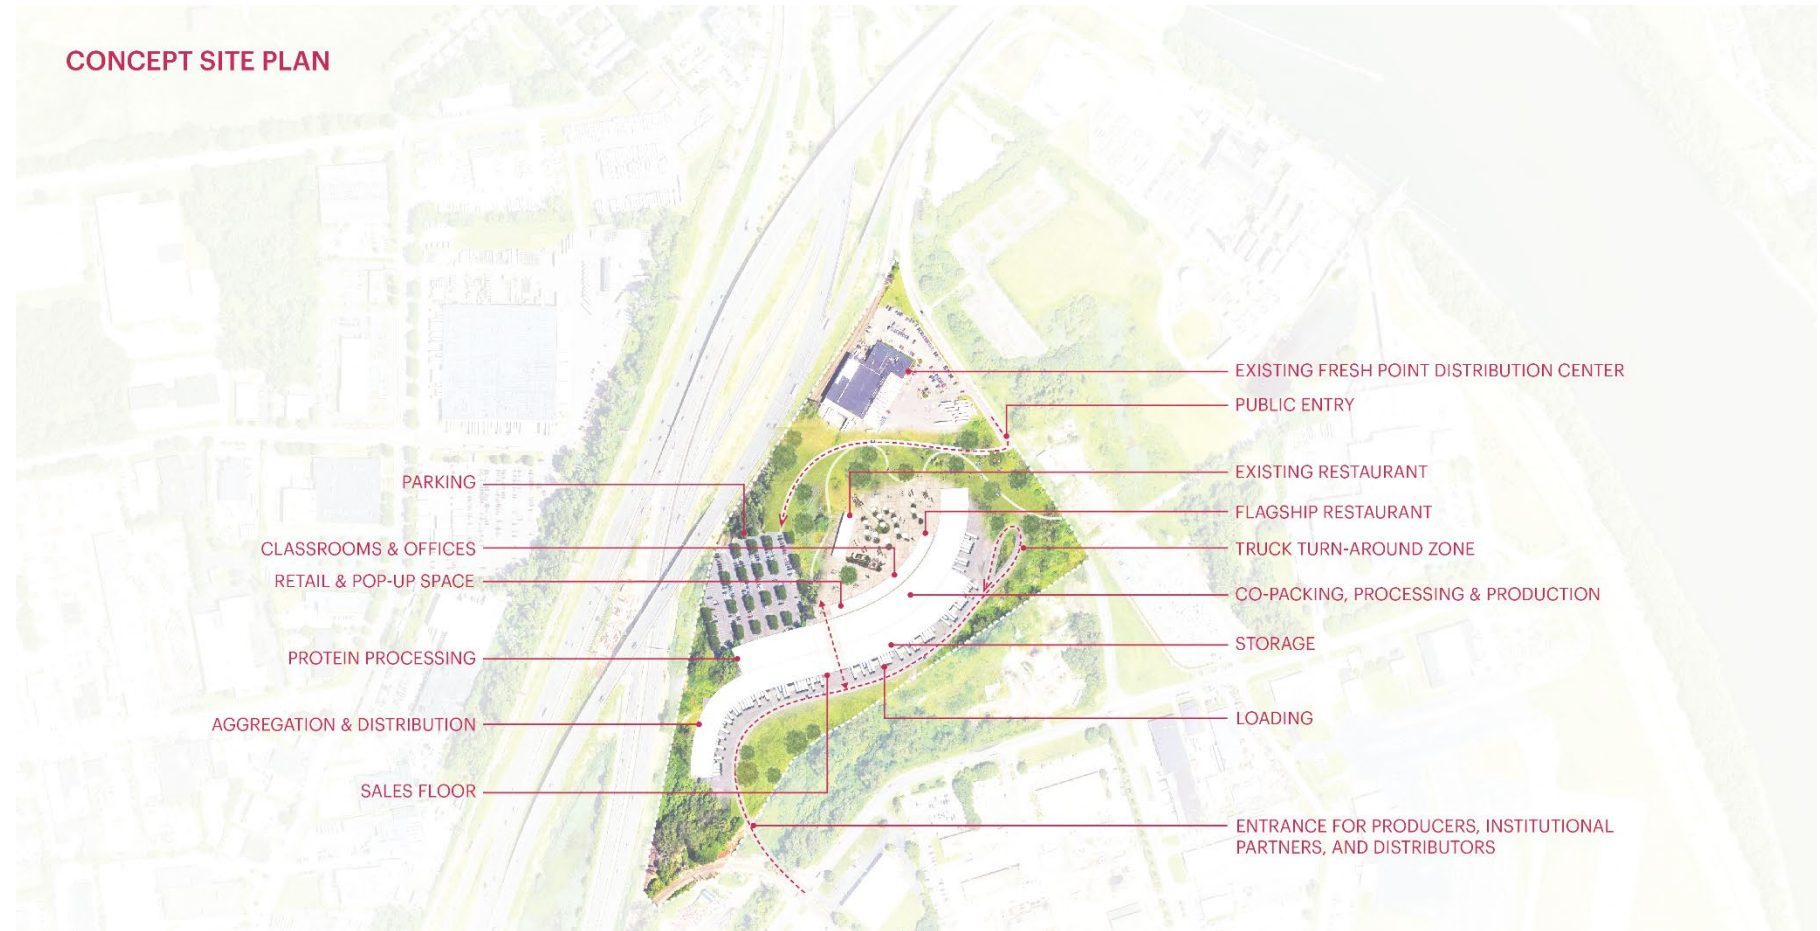 CONCEPT SITE PLAN
EXISTING FRESH POINT DISTRIBUTION CENTER
PUBLIC ENTRY
EXISTING RESTAURANT
PARKING
FLAGSHIP RESTAURANT
CLASSROOMS & OFFICES
TRUCK TURN-AROUND ZONE
RETAIL & POP-UP SPACE
CO-PACKING, PROCESSING & PRODUCTION
STORAGE
PROTEIN PROCESSING
LOADING
AGGREGATION & DISTRIBUTION
SALES FLOOR
ENTRANCE FOR PRODUCERS, INSTITUTIONAL
PARTNERS, AND DISTRIBUTORS